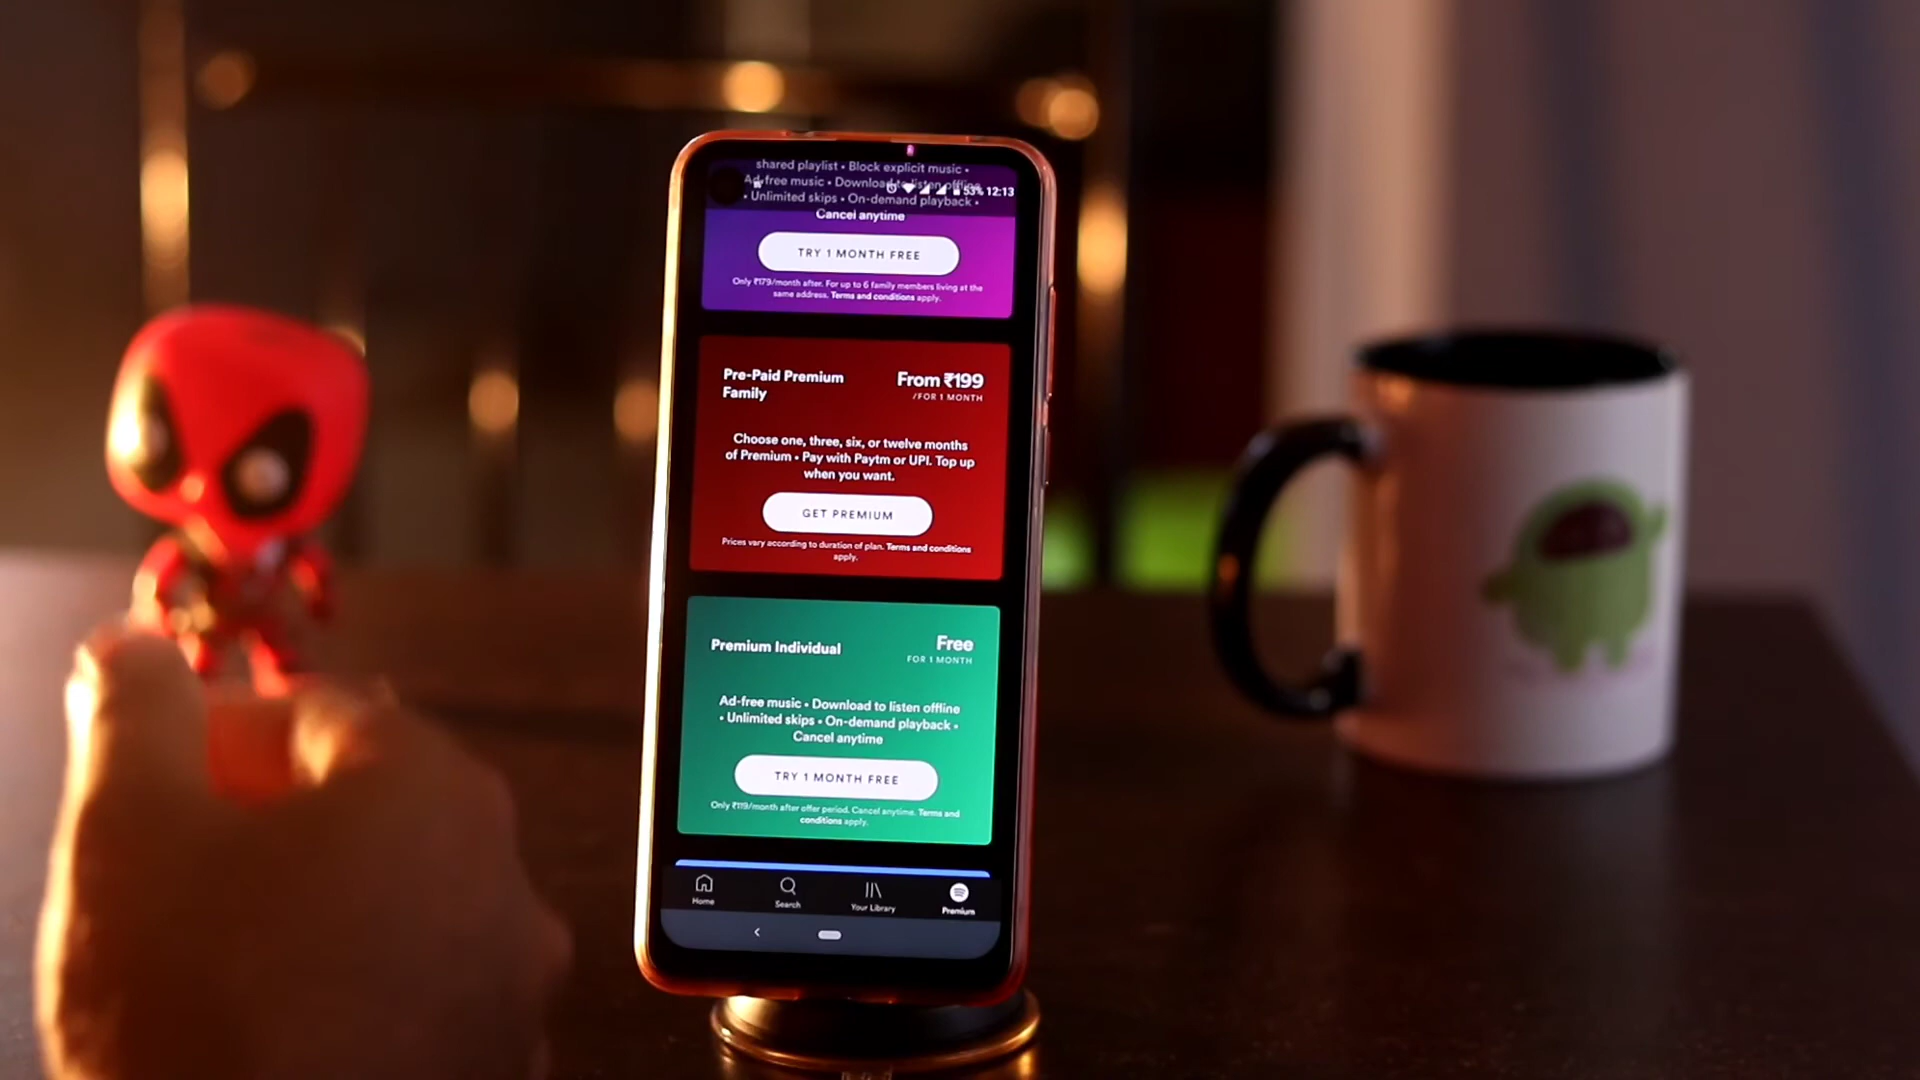 shared playlist • Block explicit music •
Ad-free music • Download to listen offline
53% 12:13
• Unlimited skips • On-demand playback •
Cancel anytime
TRY 1 MONTH FREE
Only ₹179/month after. For up to 6 family members living at the
same address. Terms and conditions apply.
Pre-Paid Premium
Family
From ₹199
/FOR 1 MONTH
Choose one, three, six, or twelve months
of Premium • Pay with Paytm or UPI. Top up
when you want.
GET PREMIUM
Prices vary according to duration of plan. Terms and conditions
apply.
Premium Individual
Free
FOR 1 MONTH
Ad-free music • Download to listen offline
• Unlimited skips • On-demand playback •
Cancel anytime
TRY 1 MONTH FREE
Only ₹119/month after offer period. Cancel anytime. Terms and
conditions apply.
Home
Search
Your Library
Premium